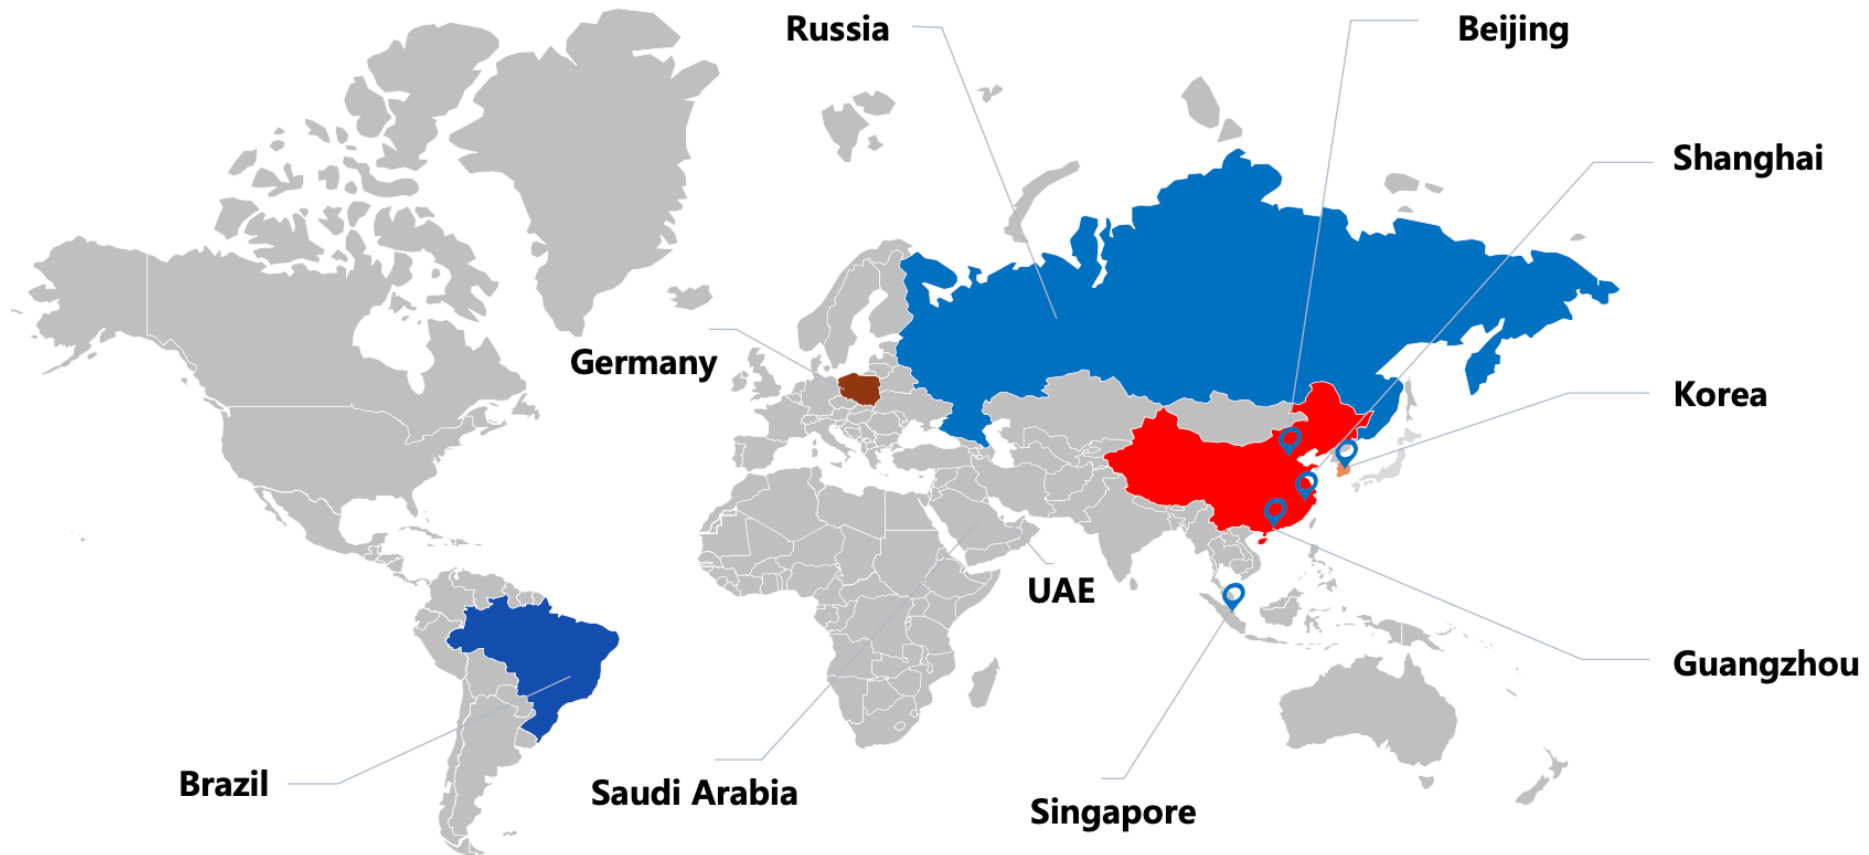 Russia
Beijing
Shanghai
Germany
Korea
UAE
Guangzhou
Brazil
Saudi Arabia
Singapore